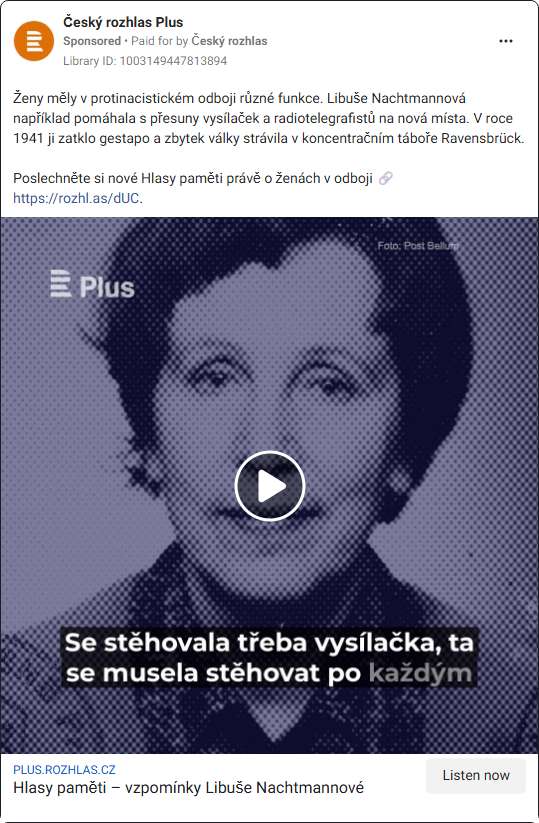 Český rozhlas Plus
Sponsored • Paid for by Český rozhlas
Library ID: 1003149447813894
Ženy měly v protinacistickém odboji různé funkce. Libuše Nachtmannová
například pomáhala s přesuny vysílaček a radiotelegrafistů na nová místa. V roce
1941 ji zatklo gestapo a zbytek války strávila v koncentračním táboře Ravensbrück.
Poslechněte si nové Hlasy paměti právě o ženách v odboji 🔗
https://rozhl.as/dUC.
Foto: Post Bellum
Plus
Se stěhovala třeba vysílačka, ta
se musela stěhovat po každým
PLUS.ROZHLAS.CZ
Hlasy paměti – vzpomínky Libuše Nachtmannové
Listen now